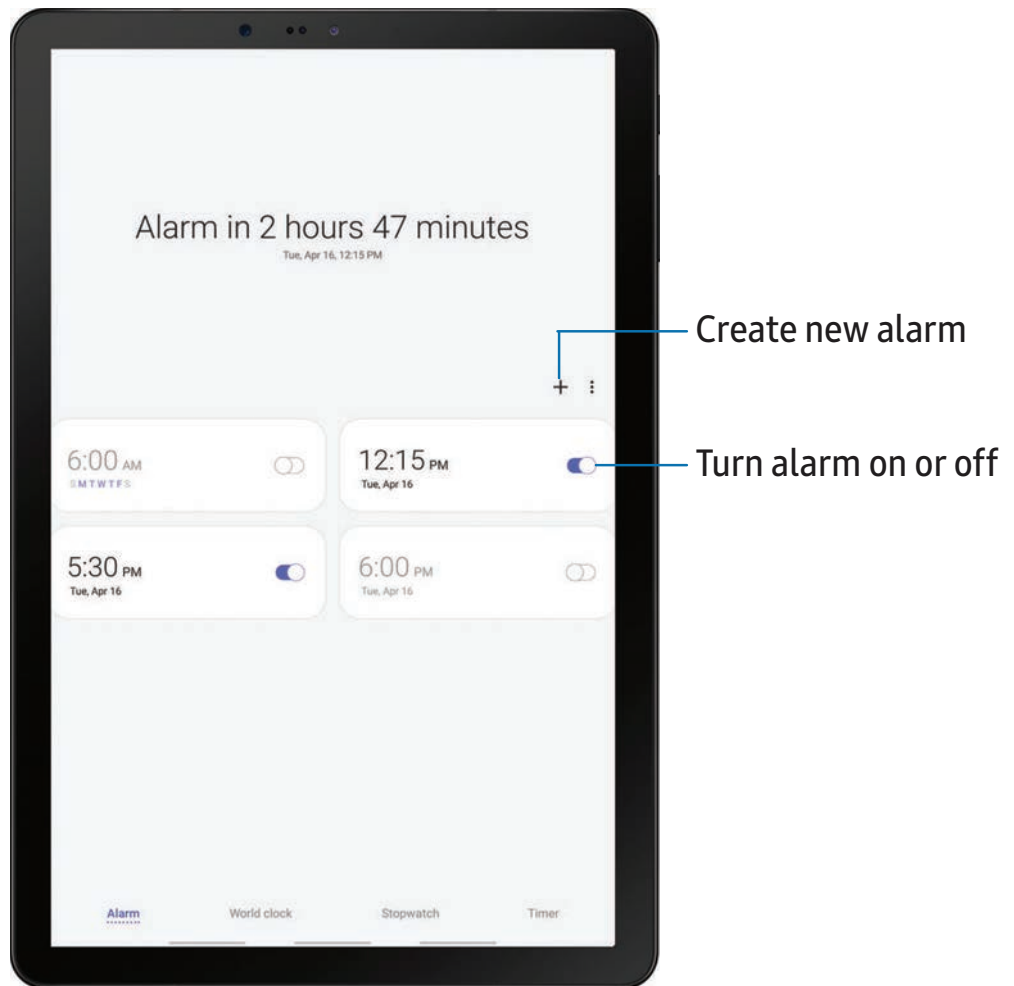 Alarm in 2 hours 47 minutes
Tue, Apr 16, 12:15 PM
Create new alarm
+
6:00 AM
SMTWTFS
12:15 PM
Tue, Apr 16
Turn alarm on or off
5:30 PM
Tue, Apr 16
6:00 PM
Tue, Apr 16
Alarm World clock Stopwatch Timer